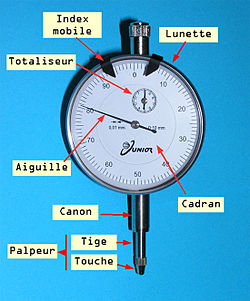 Index
mobile
Lunette
Totaliseur
0
10
20
30
40
50
60
70
80
90
0,01 mm
0-10 mm
JUNIOR
Aiguille
Cadran
Canon
Palpeur
Tige
Touche